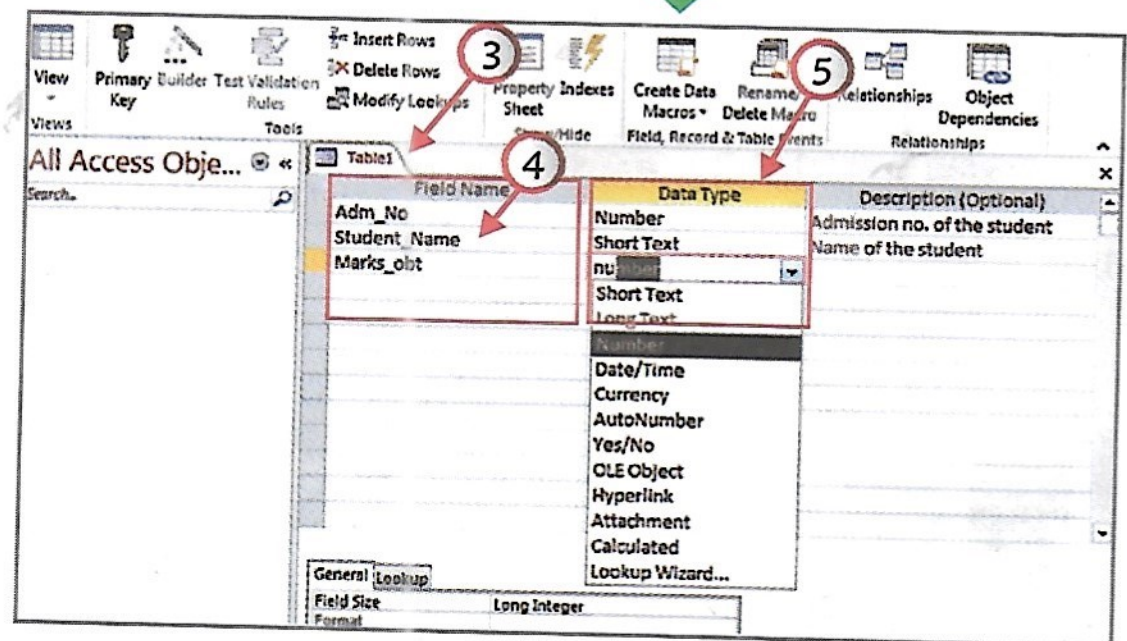 View
Views
Primary Key
Builder
Test Validation Rules
Insert Rows
Delete Rows
Modify Lookups
Tools
3
Property Sheet
Indexes
Show/Hide
Create Data Macros
Rename/
Delete Macro
Field, Record & Table Events
5
Relationships
Object Dependencies
Relationships
All Access Obje...
Search..
Table1
4
Field Name
Data Type
Description (Optional)
Adm_No
Number
Admission no. of the student
Student_Name
Short Text
Name of the student
Marks_obt
number
Short Text
Long Text
Number
Date/Time
Currency
AutoNumber
Yes/No
OLE Object
Hyperlink
Attachment
Calculated
Lookup Wizard...
General
Lookup
Field Size
Long Integer
Format